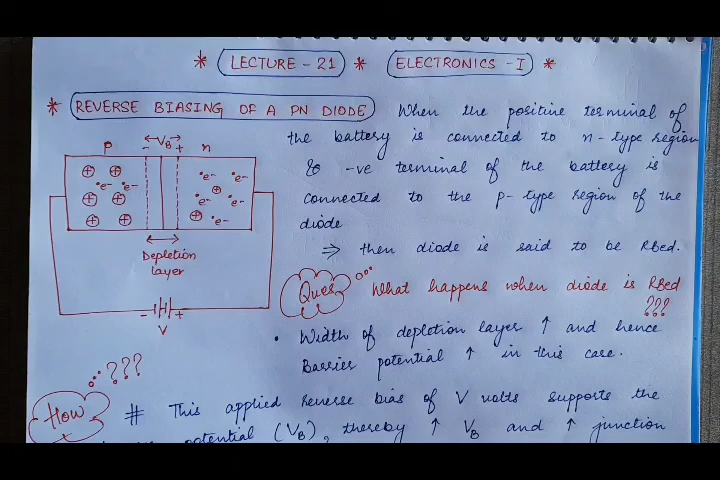 * LECTURE - 21 * ELECTRONICS - I *
* REVERSE BIASING OF A PN DIODE When the positive terminal of
the battery is connected to n-type region
& -ve terminal of the battery is
connected to the p-type region of the
diode
⇒ then diode is said to be RBed.
←VB→
p - + n
⊕ ⊕ •e- •e-
•e- •e- ⊕
⊕ ⊕ •e- •e-
⊕ ⊕ ⊕ •e-
Depletion
layer
- +
V
Ques What happens when diode is RBed
???
• Width of depletion layer ↑ and hence
Barrier potential ↑ in this case.
???
How # This applied reverse bias of V volts supports the
potential (VB), thereby ↑ VB and ↑ junction